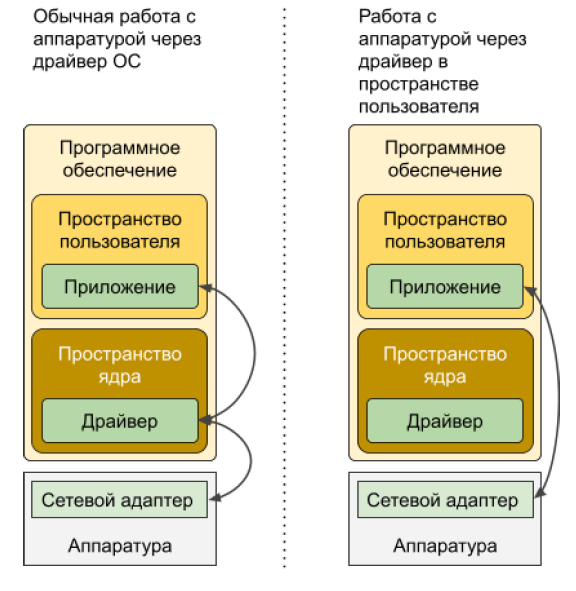 Обычная работа с
аппаратурой через
драйвер ОС
Программное
обеспечение
Пространство
пользователя
Приложение
Пространство
ядра
Драйвер
Сетевой адаптер
Аппаратура
Работа с
аппаратурой через
драйвер в
пространстве
пользователя
Программное
обеспечение
Пространство
пользователя
Приложение
Пространство
ядра
Драйвер
Сетевой адаптер
Аппаратура